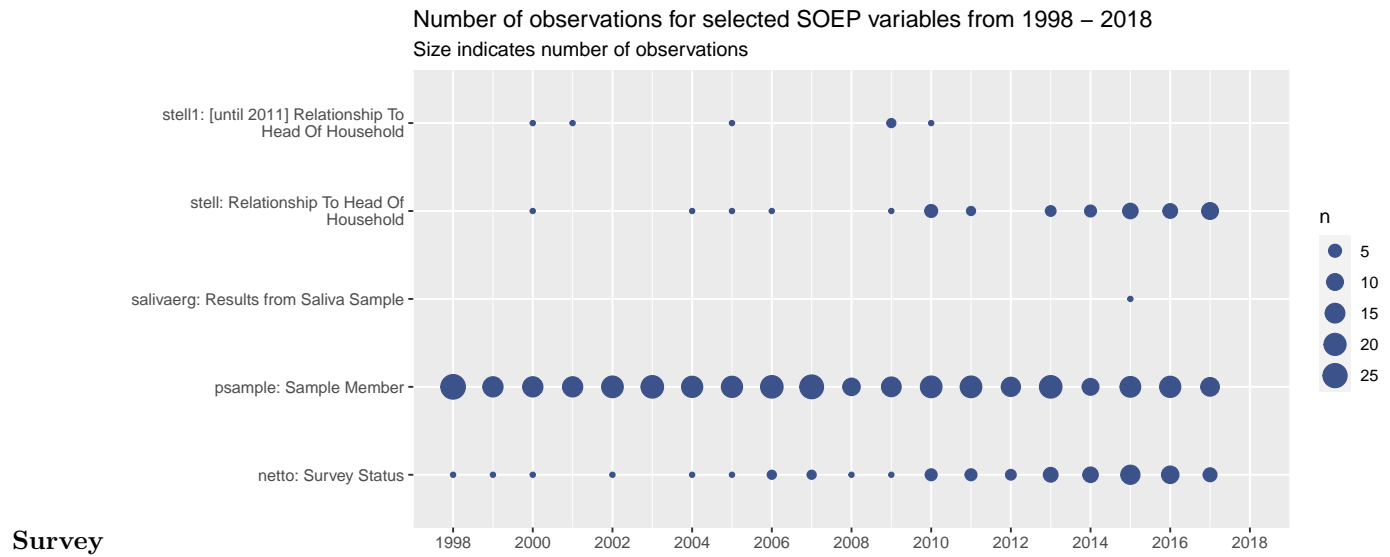 Number of observations for selected SOEP variables from 1998 – 2018
Size indicates number of observations
stell1: [until 2011] Relationship To
Head Of Household
stell: Relationship To Head Of
Household
salivaerg: Results from Saliva Sample
psample: Sample Member
netto: Survey Status
1998 2000 2002 2004 2006 2008 2010 2012 2014 2016 2018
n
5
10
15
20
25
Survey